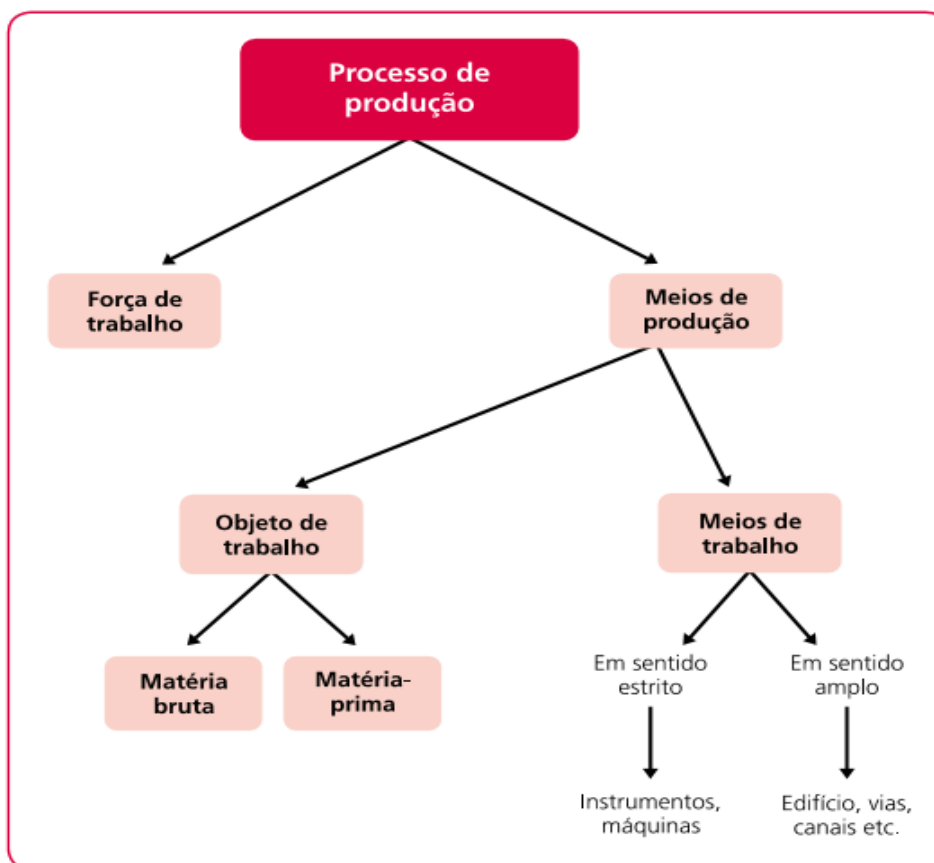 Processo de
produção
Força de
trabalho
Meios de
produção
Objeto de
trabalho
Meios de
trabalho
Matéria
bruta
Matéria-
prima
Em sentido
estrito
Em sentido
amplo
Instrumentos,
máquinas
Edifício, vias,
canais etc.